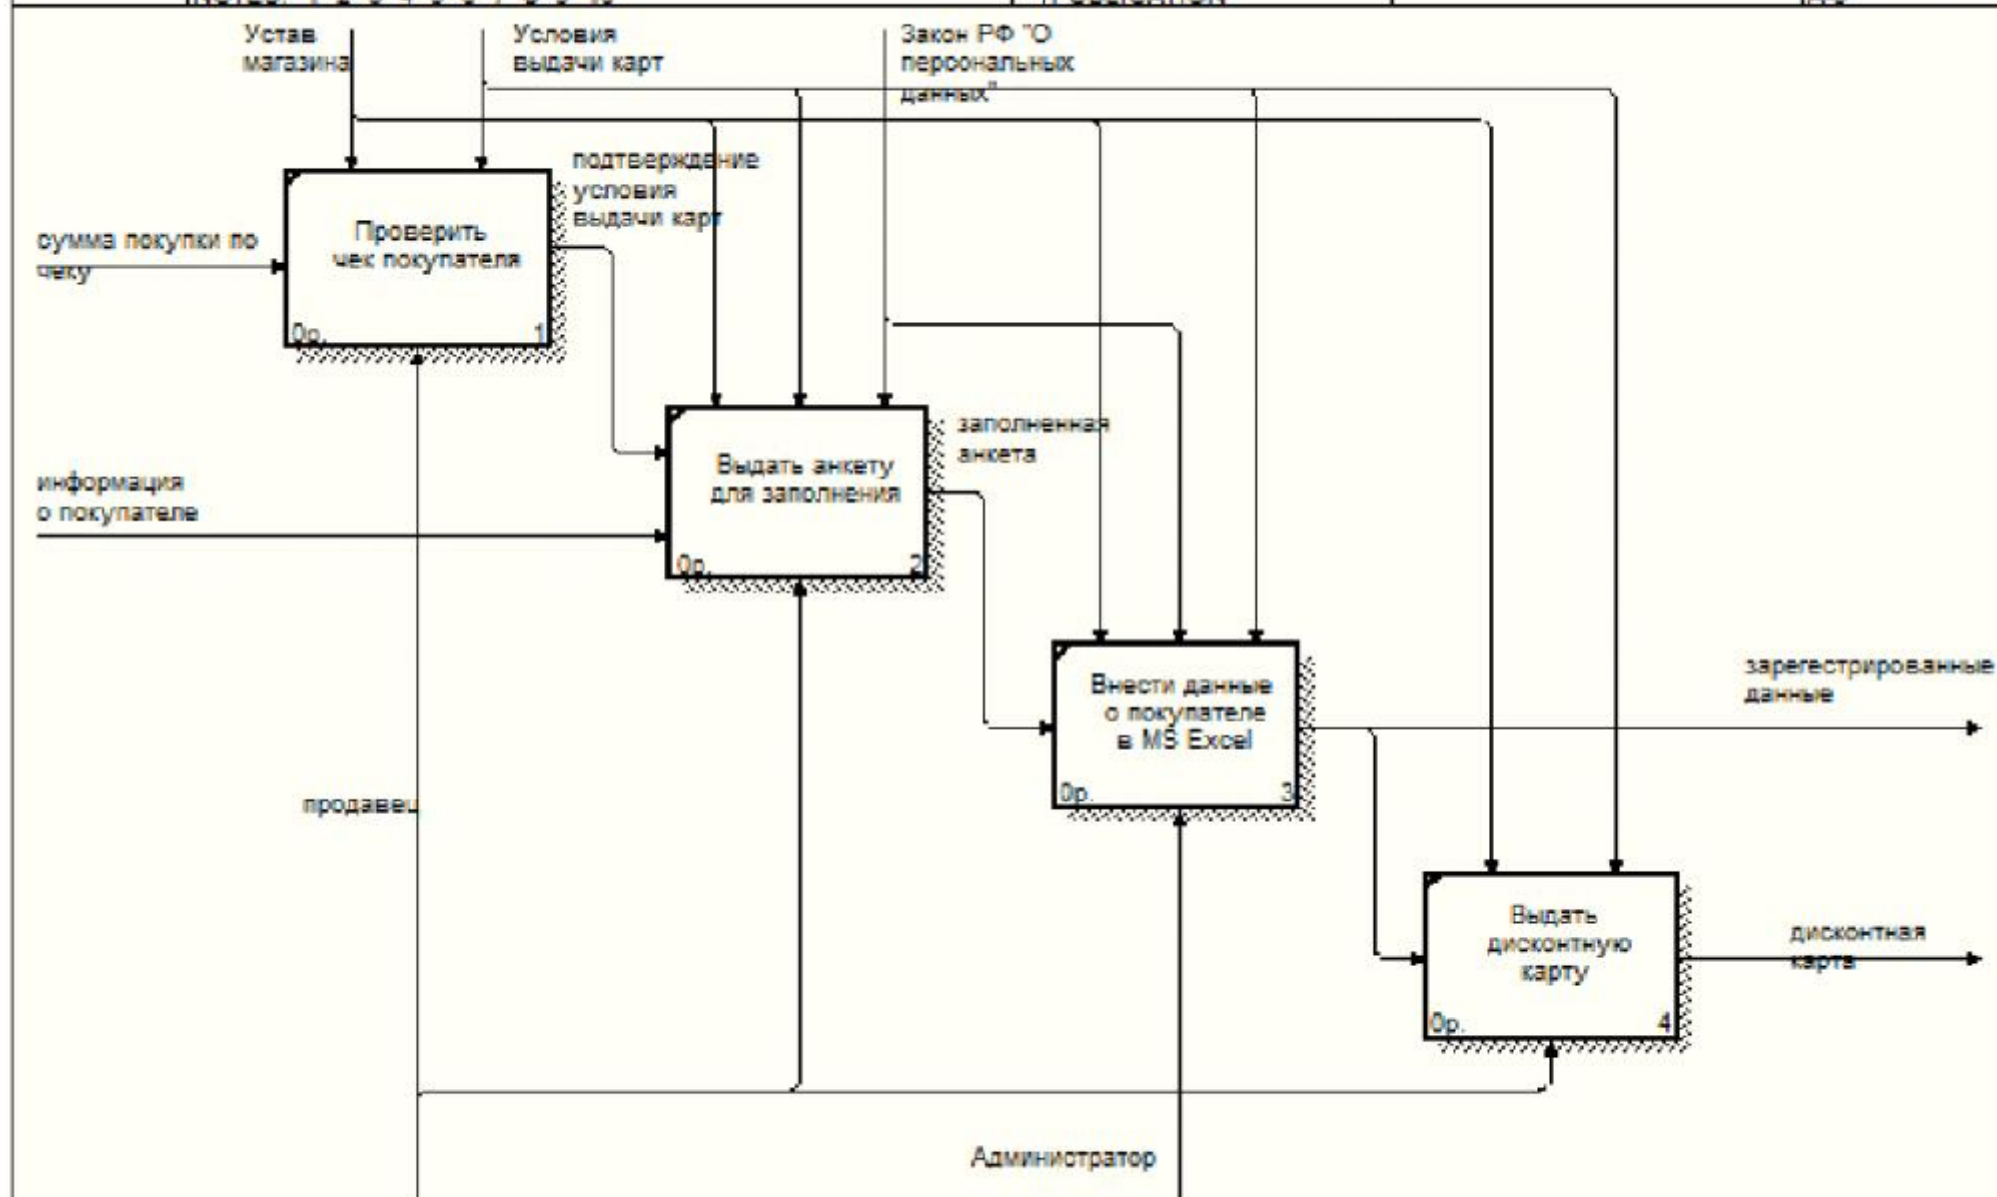 Устав
магазина
Условия
выдачи карт
Закон РФ "О
персональных
данных"
подтверждение
условия
выдачи карт
сумма покупки по
чеку
Проверить
чек покупателя
0р.
1
заполненная
анкета
информация
о покупателе
Выдать анкету
для заполнения
0р.
2
зарегестрированные
данные
Внести данные
о покупателе
в MS Excel
0р.
3
продавец
Выдать
дисконтную
карту
0р.
4
дисконтная
карта
Администратор